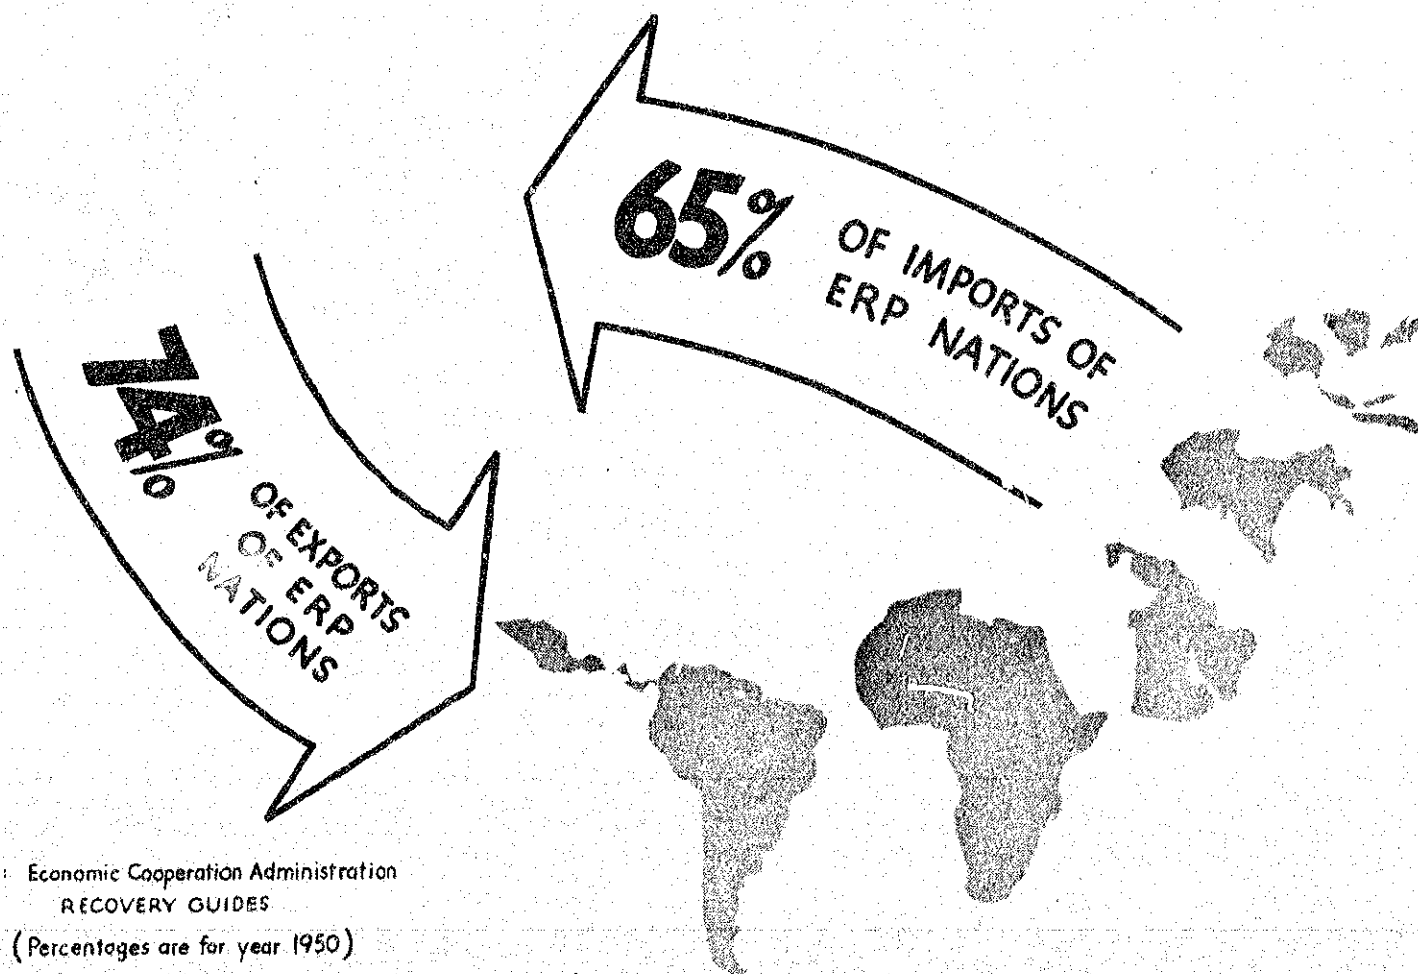 65%
OF IMPORTS OF
ERP NATIONS
74%
OF EXPORTS
OF ERP
NATIONS
: Economic Cooperation Administration
RECOVERY GUIDES
(Percentages are for year 1950)